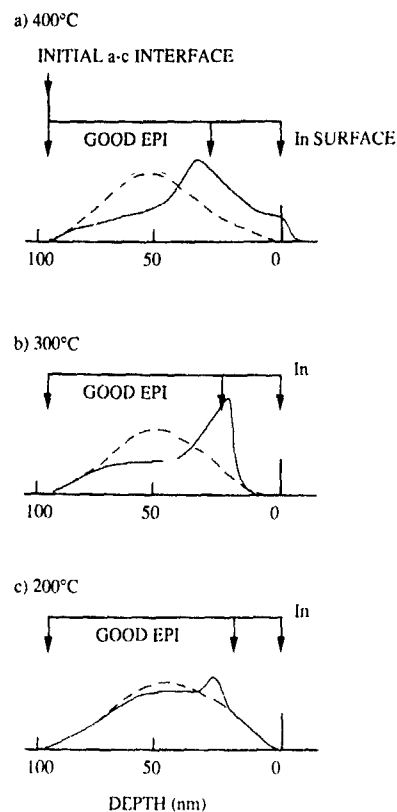 a) 400°C
INITIAL a-c INTERFACE
GOOD EPI
In SURFACE
100 50 0
b) 300°C
In
GOOD EPI
100 50 0
c) 200°C
In
GOOD EPI
100 50 0
DEPTH (nm)